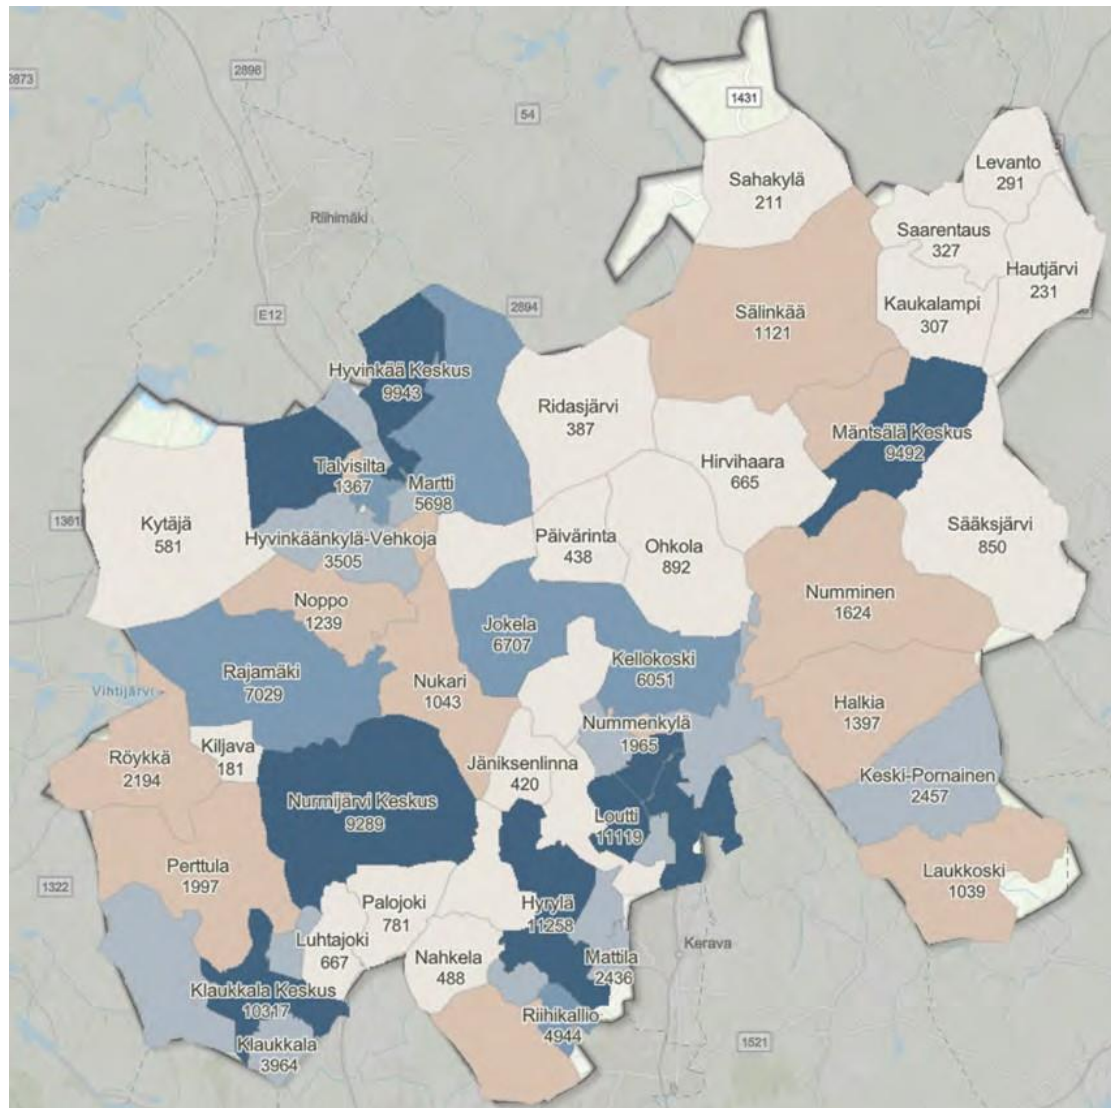 1431
2896
2873
54
Levanto
291
Sahakylä
211
Riihimäki
Saarentaus
327
Hautjärvi
231
E12
2894
Sälinkää
1121
Kaukalampi
307
Hyvinkää Keskus
9943
Ridasjärvi
387
Mäntsälä Keskus
9492
Talvisilta
1367
Martti
5698
Hirvihaara
665
1361
Kytäjä
581
Hyvinkäänkylä-Vehkoja
3505
Päivärinta
438
Ohkola
892
Sääksjärvi
850
Noppo
1239
Numminen
1624
Jokela
6707
Rajamäki
7029
Vihtijärvi
Nukari
1043
Kellokoski
6051
Halkia
1397
Nummenkylä
1965
Röykkä
2194
Kiljava
181
Jäniksenlinna
420
Keski-Pornainen
2457
Nurmijärvi Keskus
9289
Loutti
11119
Perttula
1997
1322
Laukkoski
1039
Palojoki
781
Hyrylä
11258
Luhtajoki
667
Nahkela
488
Mattila
2436
Kerava
Klaukkala Keskus
10317
Riihikallio
4944
Klaukkala
3964
1521